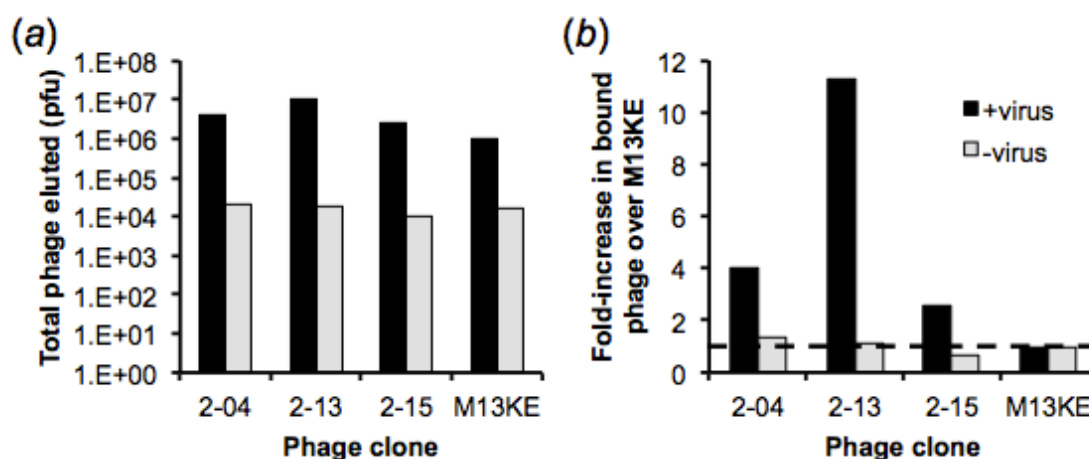 (a)
Total phage eluted (pfu)
1.E+08
1.E+07
1.E+06
1.E+05
1.E+04
1.E+03
1.E+02
1.E+01
1.E+00
2-04 2-13 2-15 M13KE
Phage clone
(b)
Fold-increase in bound
phage over M13KE
12
10
8
6
4
2
0
+virus
-virus
2-04 2-13 2-15 M13KE
Phage clone